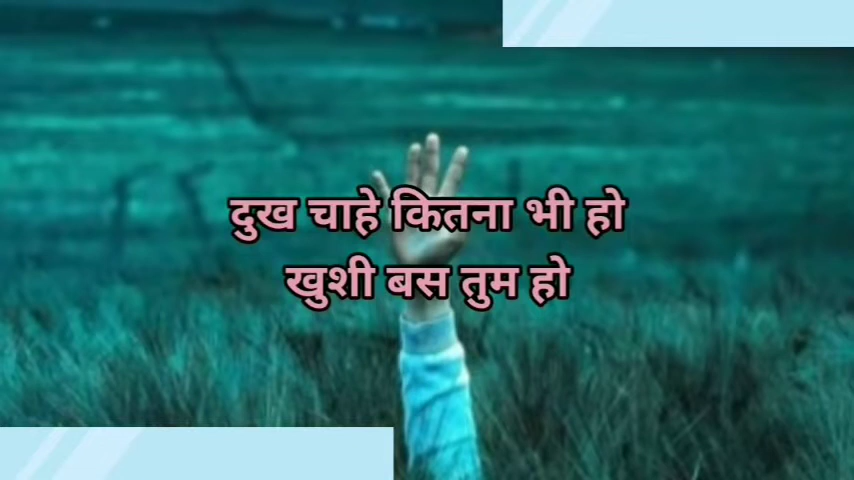 दुख चाहे कितना भी हो
खुशी बस तुम हो